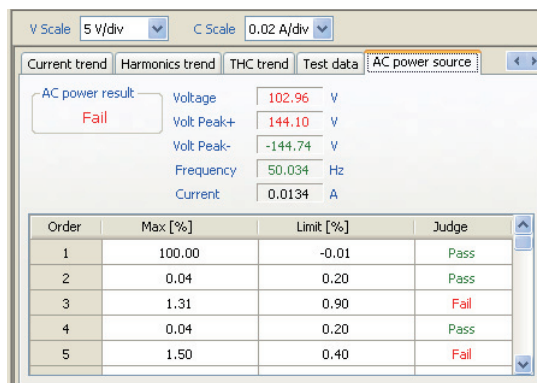 V Scale 5 V/div C Scale 0.02 A/div
Current trend Harmonics trend THC trend Test data AC power source
AC power result
Fail
Voltage 102.96 V
Volt Peak+ 144.10 V
Volt Peak- -144.74 V
Frequency 50.034 Hz
Current 0.0134 A
Order Max [%] Limit [%] Judge
1 100.00 -0.01 Pass
2 0.04 0.20 Pass
3 1.31 0.90 Fail
4 0.04 0.20 Pass
5 1.50 0.40 Fail